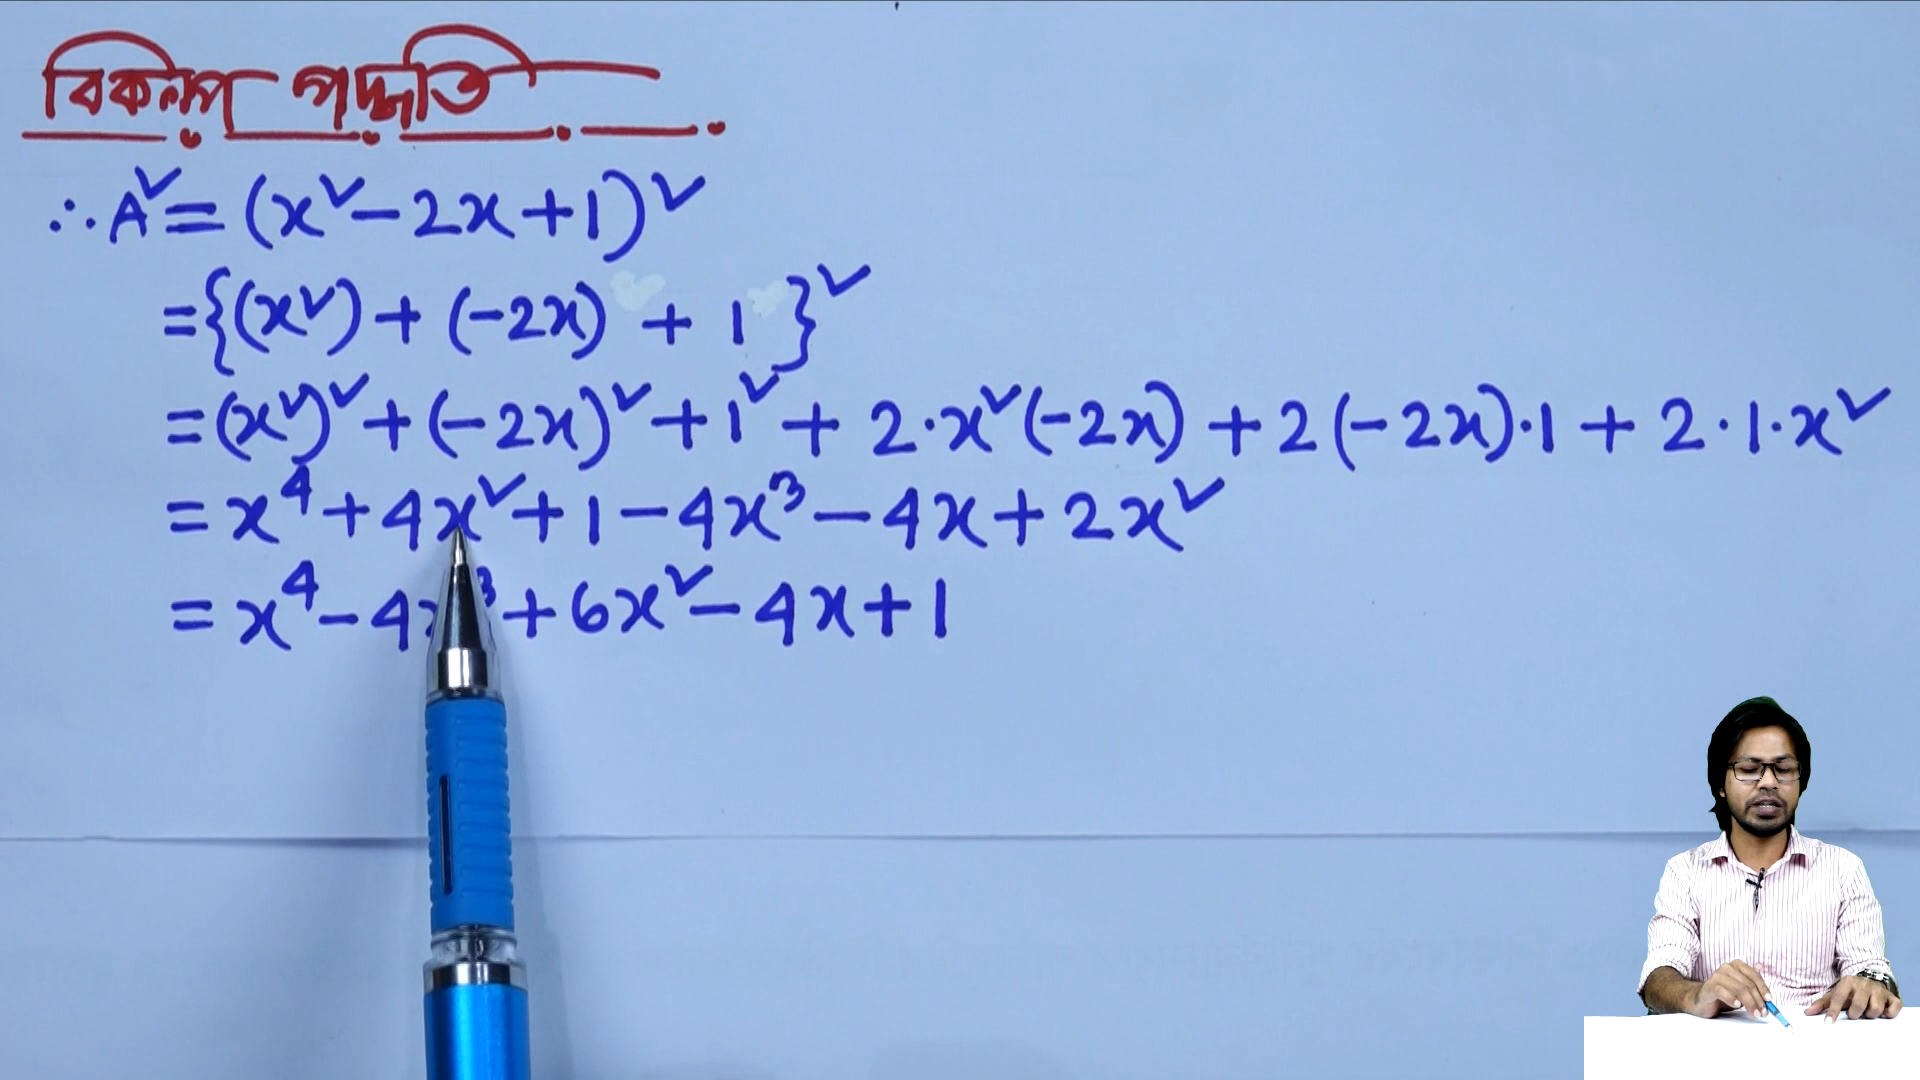 বিকল্প পদ্ধতি
∴ A² = (x² - 2x + 1)²
= {(x²) + (-2x) + 1}²
= (x²)² + (-2x)² + 1² + 2·x²(-2x) + 2(-2x)·1 + 2·1·x²
= x⁴ + 4x² + 1 - 4x³ - 4x + 2x²
= x⁴ - 4x³ + 6x² - 4x + 1